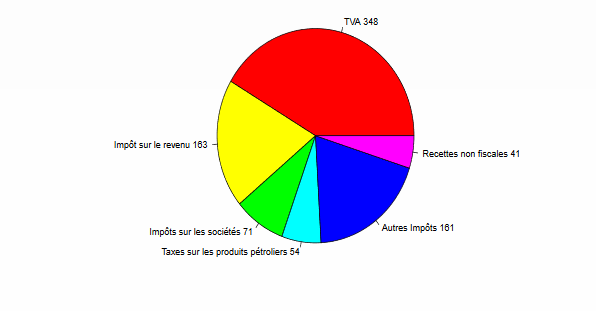 TVA 348
Impôt sur le revenu 163
Recettes non fiscales 41
Autres Impôts 161
Impôts sur les sociétés 71
Taxes sur les produits pétroliers 54